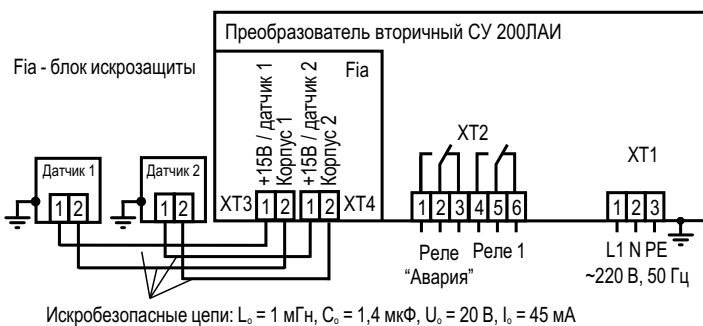 Преобразователь вторичный СУ 200ЛАИ
Fia - блок искрозащиты
Fia
+15В / датчик 1
Корпус 1
+15В / датчик 2
Корпус 2
XT2
XT1
Датчик 1
Датчик 2
1 2
1 2
XT3 1 2 1 2 XT4
1 2 3 4 5 6
1 2 3
Реле Реле 1
“Авария”
L1 N PE
~220 В, 50 Гц
Искробезопасные цепи: Lₒ = 1 мГн, Cₒ = 1,4 мкФ, Uₒ = 20 В, Iₒ = 45 мА